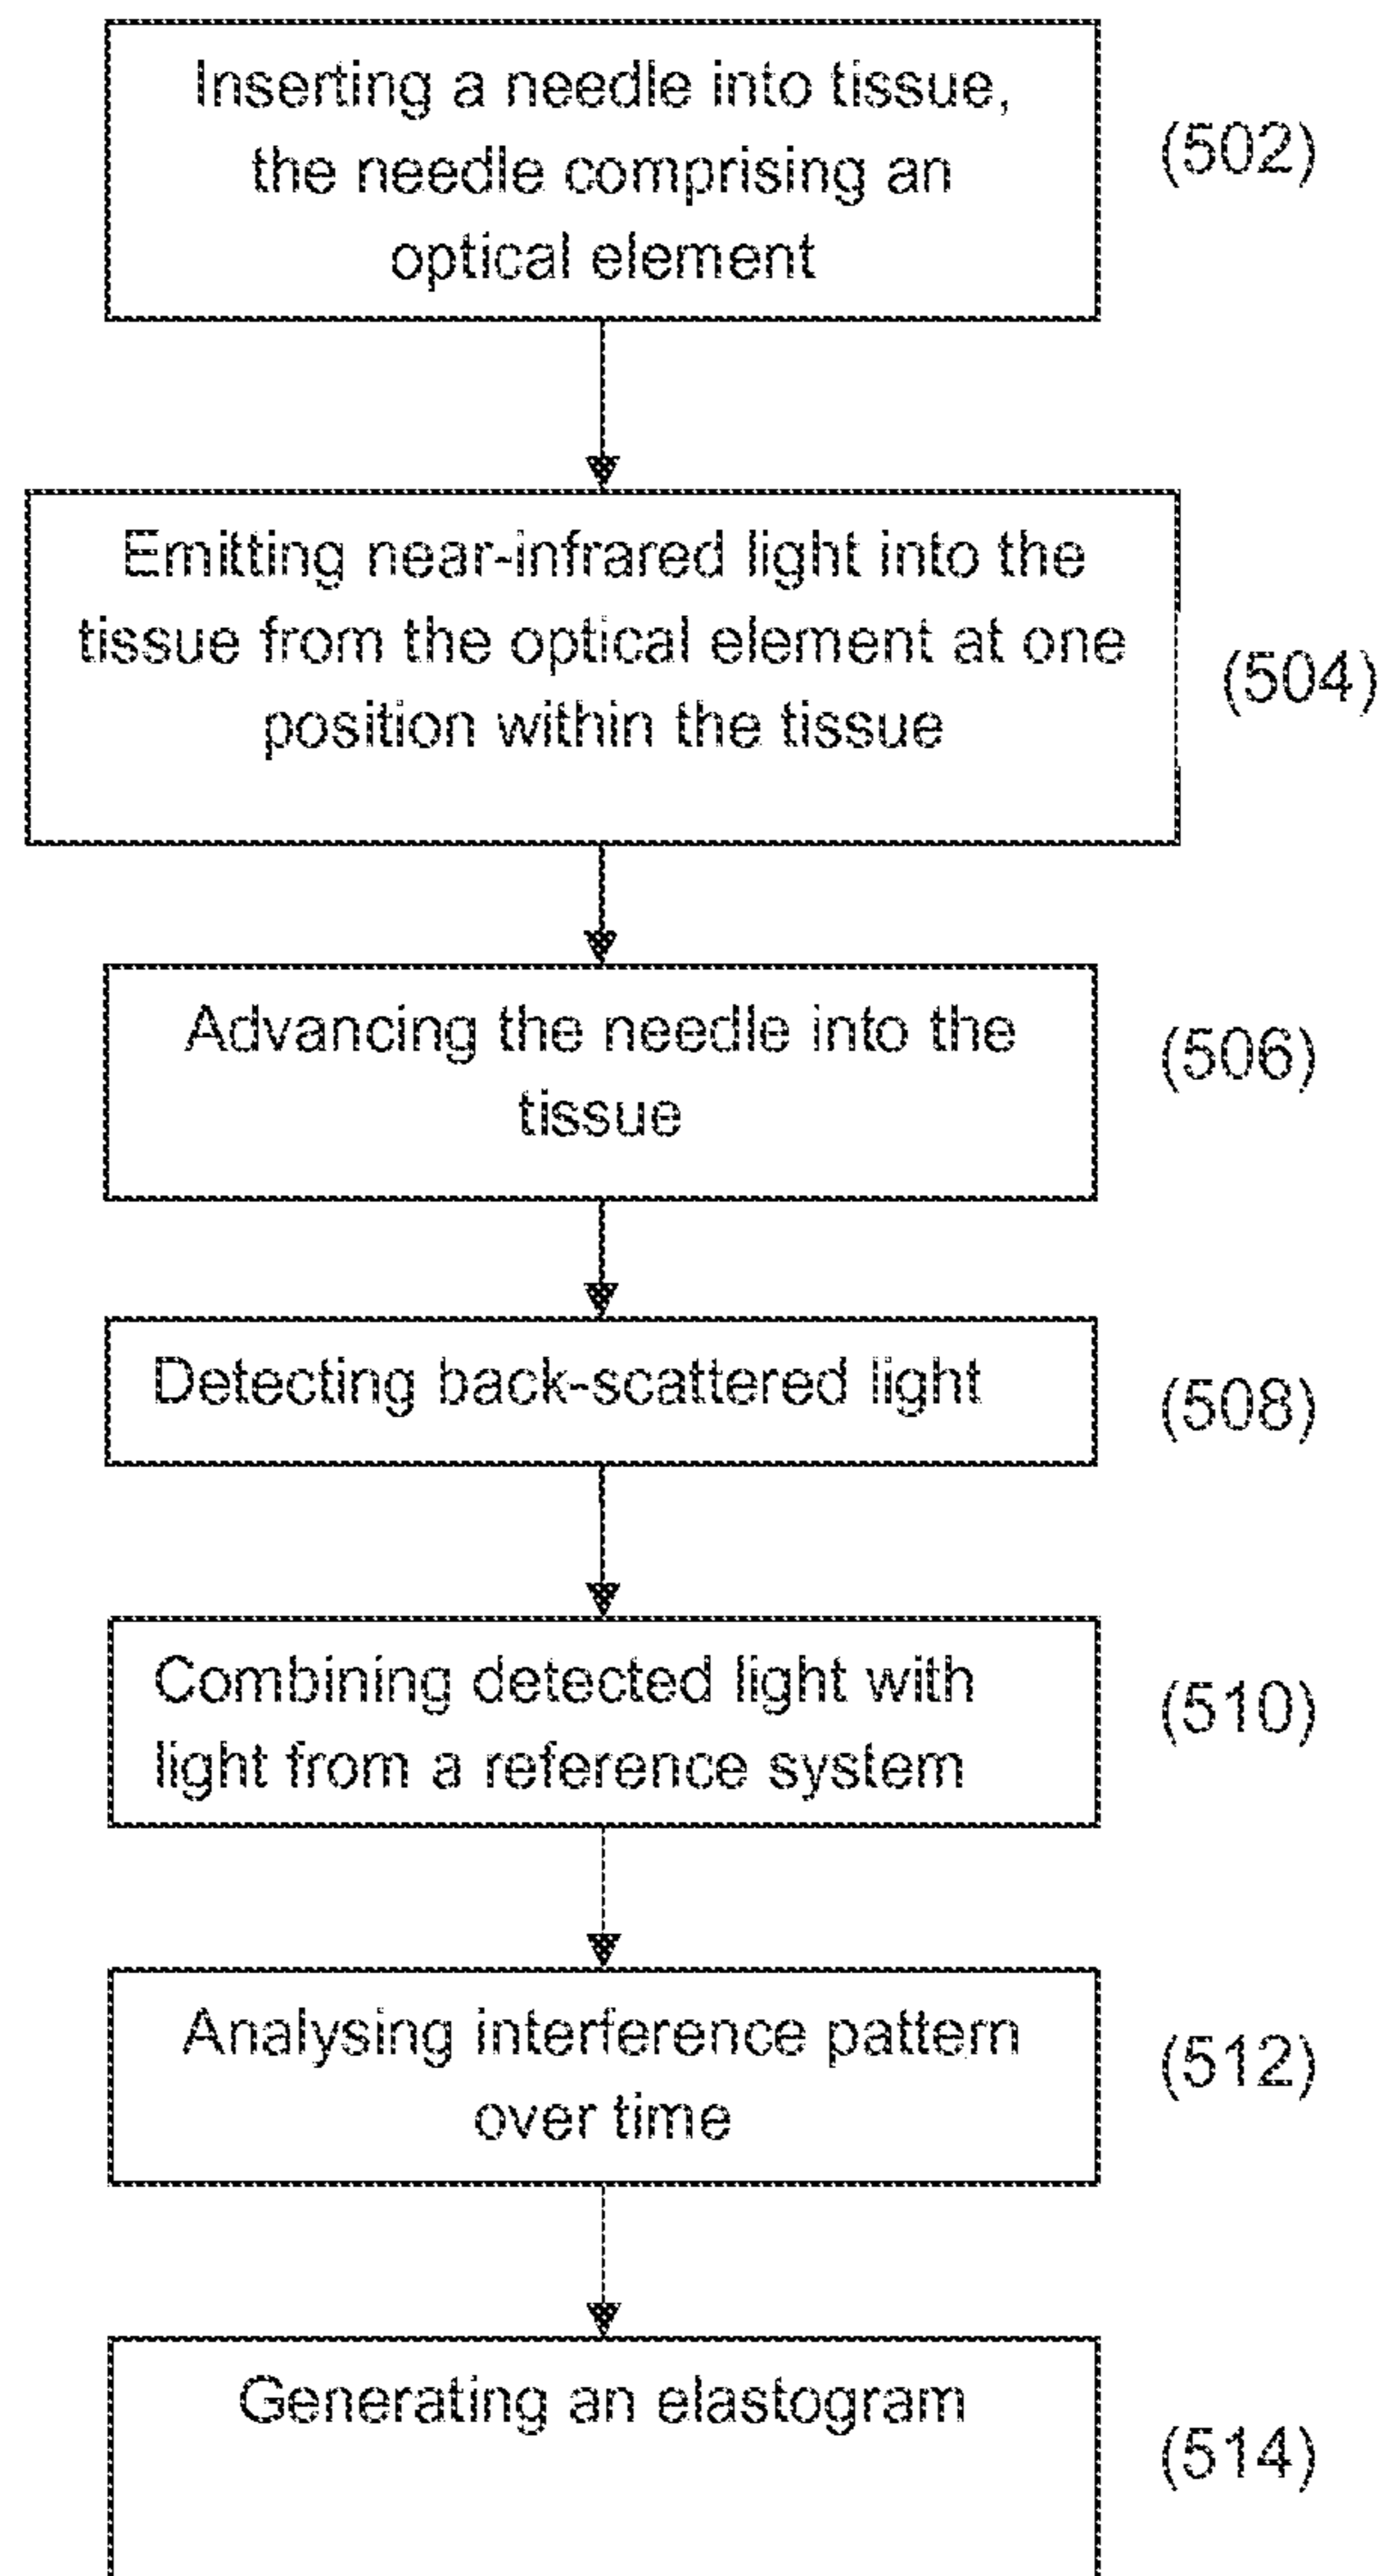 Inserting a needle into tissue,
the needle comprising an
optical element
(502)
Emitting near-infrared light into the
tissue from the optical element at one
position within the tissue
(504)
Advancing the needle into the
tissue
(506)
Detecting back-scattered light
(508)
Combining detected light with
light from a reference system
(510)
Analysing interference pattern
over time
(512)
Generating an elastogram
(514)